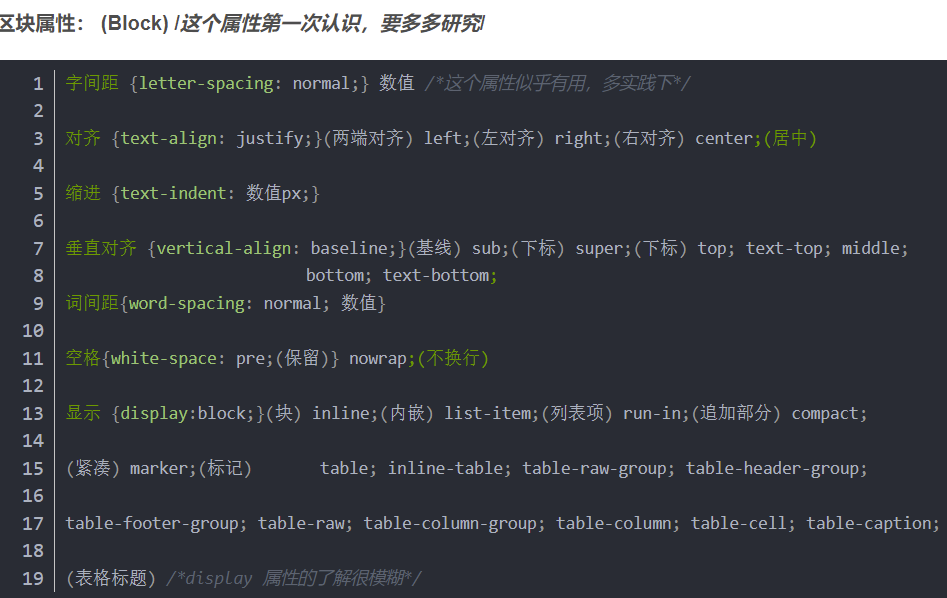 区块属性： (Block) /这个属性第一次认识，要多多研究/
1 字间距 {letter-spacing: normal;} 数值 /*这个属性似乎有用，多实践下*/
2
3 对齐 {text-align: justify;}(两端对齐) left;(左对齐) right;(右对齐) center;(居中)
4
5 缩进 {text-indent: 数值px;}
6
7 垂直对齐 {vertical-align: baseline;}(基线) sub;(下标) super;(下标) top; text-top; middle;
8 bottom; text-bottom;
9 词间距{word-spacing: normal; 数值}
10
11 空格{white-space: pre;(保留)} nowrap;(不换行)
12
13 显示 {display:block;}(块) inline;(内嵌) list-item;(列表项) run-in;(追加部分) compact;
14
15 (紧凑) marker;(标记) table; inline-table; table-raw-group; table-header-group;
16
17 table-footer-group; table-raw; table-column-group; table-column; table-cell; table-caption;
18
19 (表格标题) /*display 属性的了解很模糊*/